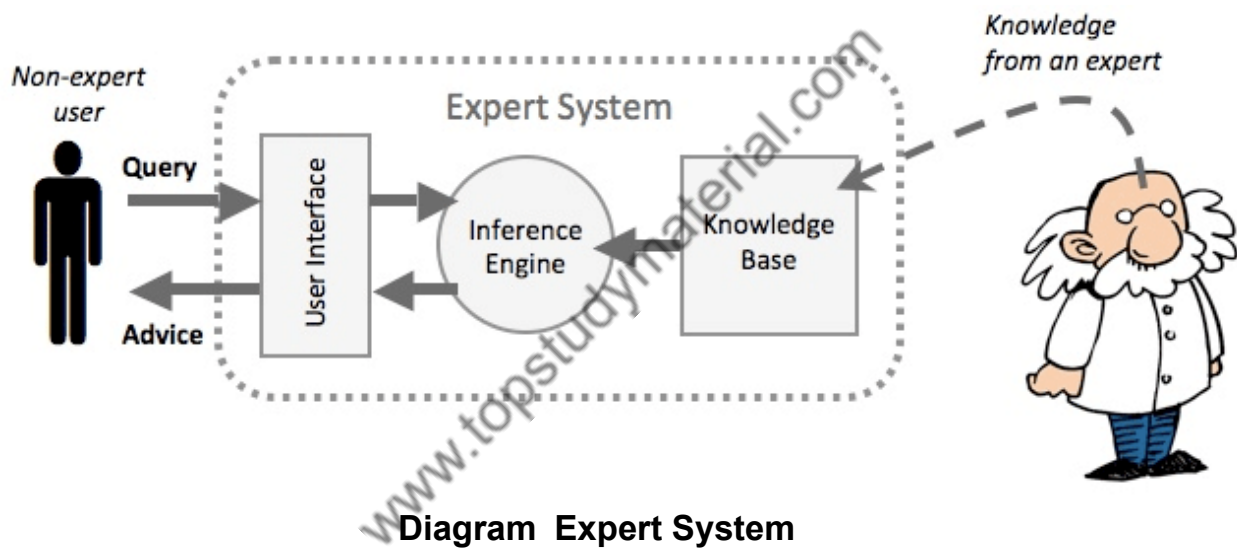 Knowledge
from an expert
Non-expert
user
Expert System
Query
User Interface
Inference
Engine
Knowledge
Base
Advice
www.topstudymaterial.com
Diagram Expert System